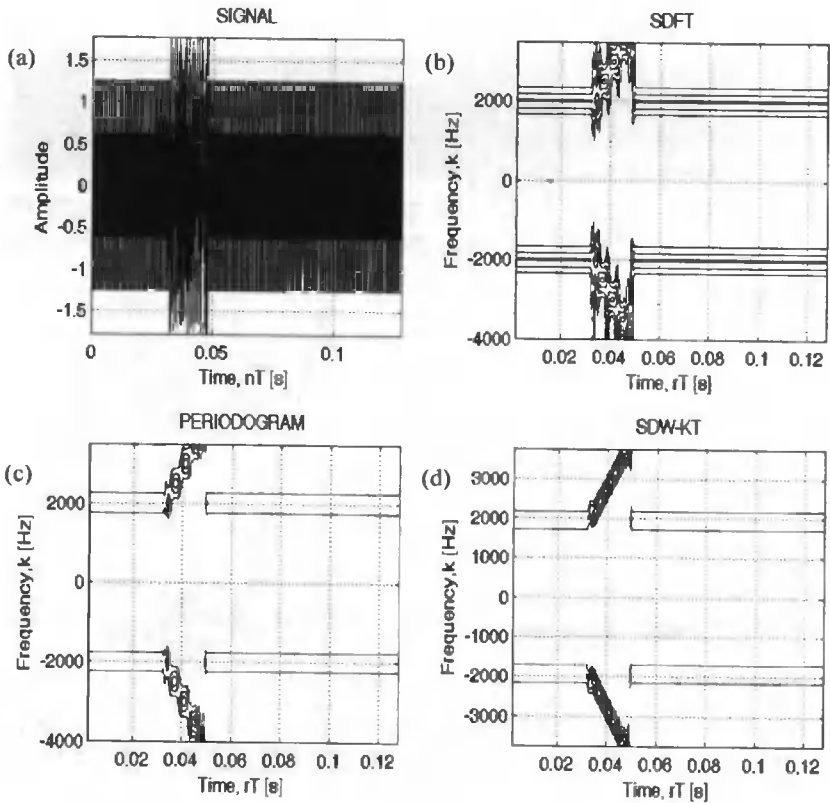 SIGNAL
(a)
1.5
1
0.5
0
-0.5
-1
-1.5
Amplitude
0 0.05 0.1
Time, nT [s]
SDFT
(b)
2000
0
-2000
-4000
Frequency,k [Hz]
0.02 0.04 0.06 0.08 0.1 0.12
Time, rT [s]
PERIODOGRAM
(c)
2000
0
-2000
-4000
Frequency,k [Hz]
0.02 0.04 0.06 0.08 0.1 0.12
Time, rT [s]
SDW-KT
(d)
3000
2000
1000
0
-1000
-2000
-3000
Frequency,k [Hz]
0.02 0.04 0.06 0.08 0.1 0.12
Time, rT [s]